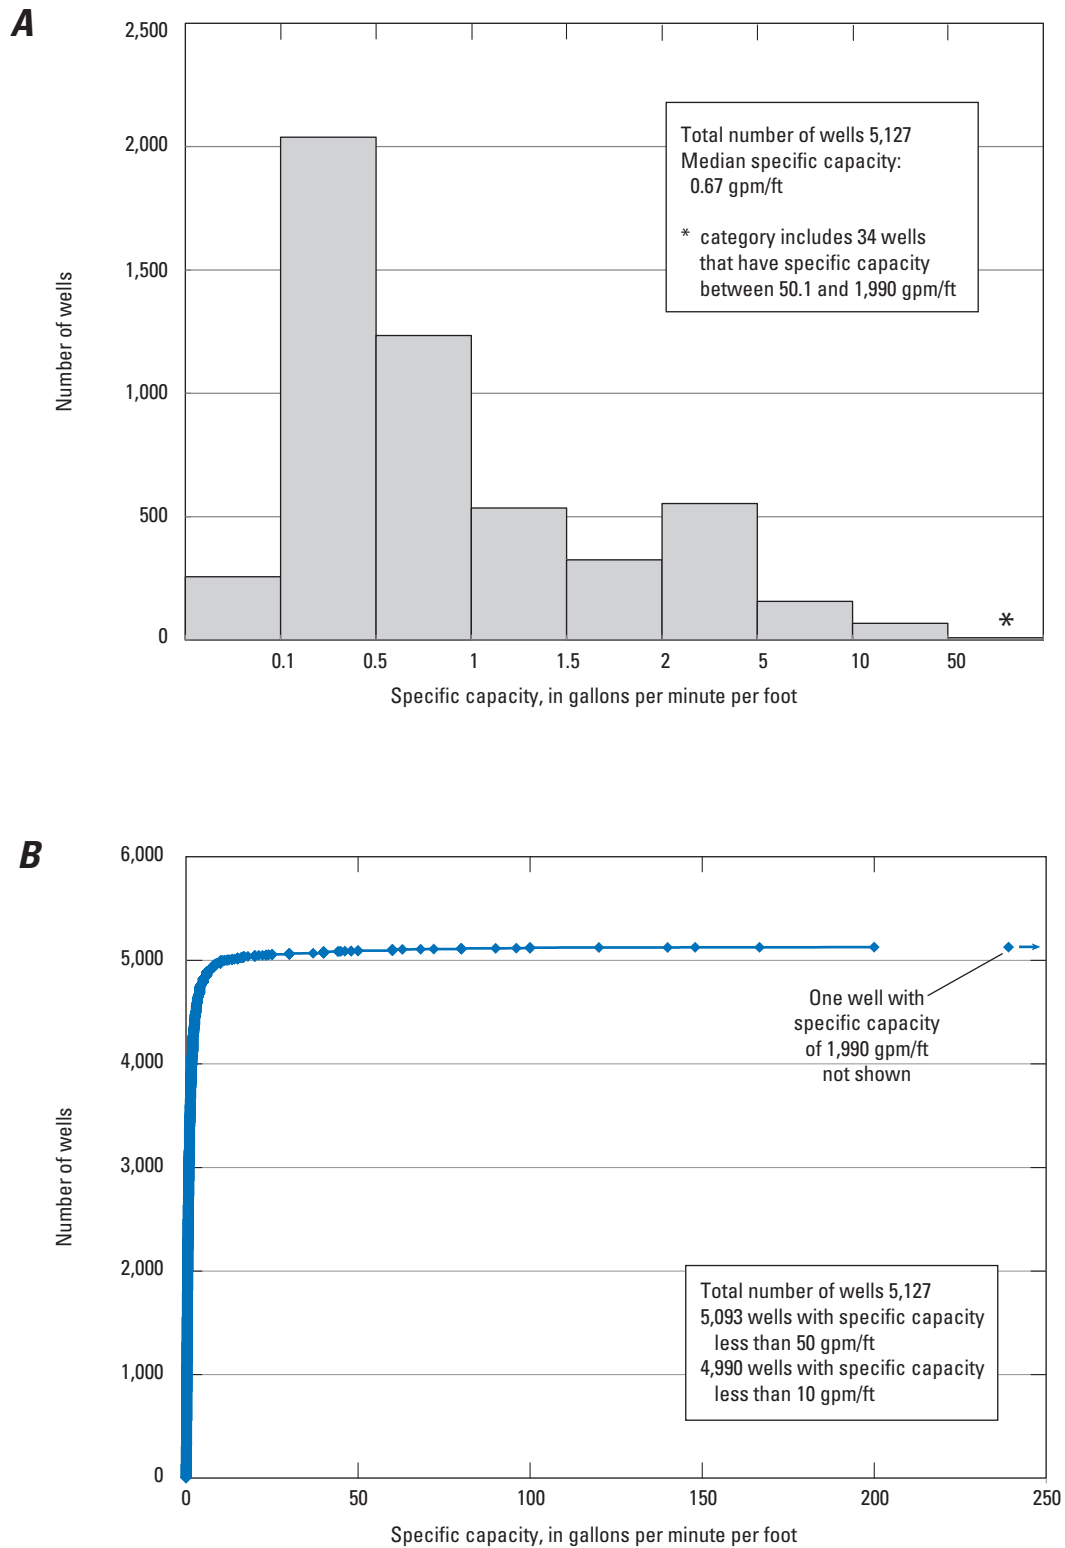 A
2,500
2,000
1,500
1,000
500
0
Number of wells
Total number of wells 5,127
Median specific capacity:
0.67 gpm/ft
* category includes 34 wells
that have specific capacity
between 50.1 and 1,990 gpm/ft
*
0.1 0.5 1 1.5 2 5 10 50
Specific capacity, in gallons per minute per foot
B
6,000
5,000
4,000
3,000
2,000
1,000
0
Number of wells
One well with
specific capacity
of 1,990 gpm/ft
not shown
Total number of wells 5,127
5,093 wells with specific capacity
less than 50 gpm/ft
4,990 wells with specific capacity
less than 10 gpm/ft
0 50 100 150 200 250
Specific capacity, in gallons per minute per foot